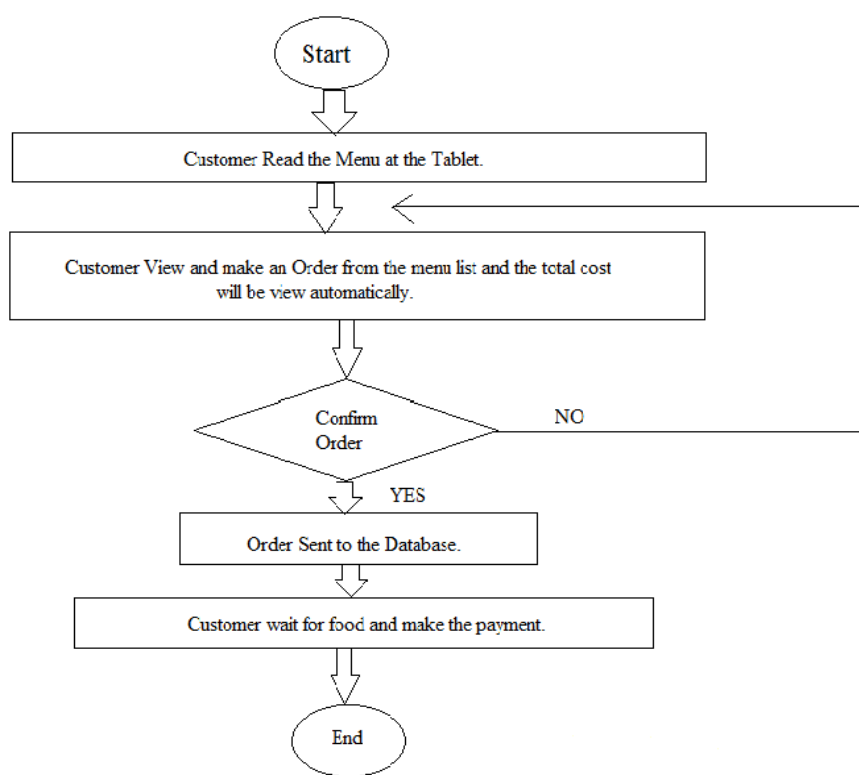 Start
Customer Read the Menu at the Tablet.
Customer View and make an Order from the menu list and the total cost
will be view automatically.
Confirm
Order
NO
YES
Order Sent to the Database.
Customer wait for food and make the payment.
End